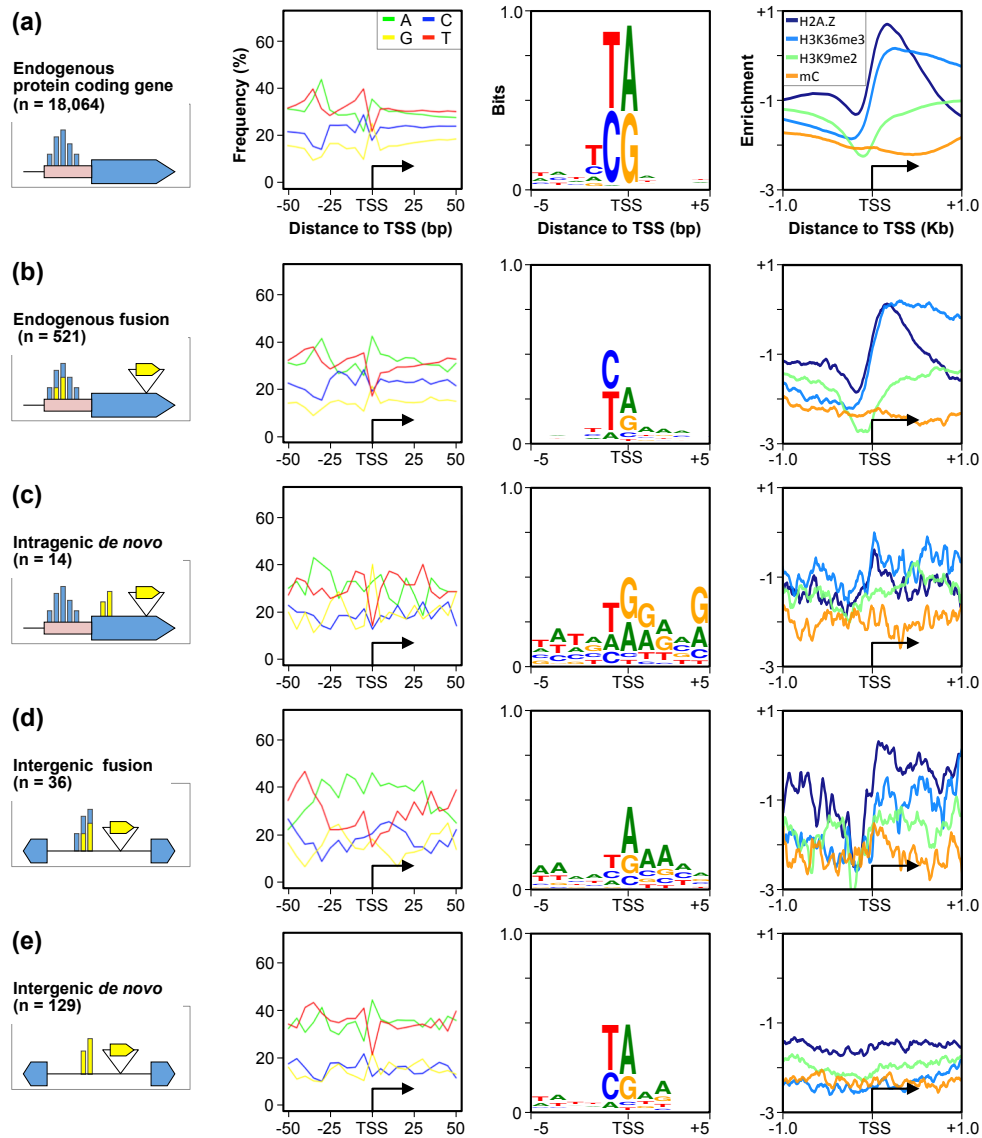 (a)
Endogenous
protein coding gene
(n = 18,064)
Frequency (%)
60
40
20
0
A C
G T
-50 -25 TSS 25 50
Distance to TSS (bp)
Bits
1.0
0
T A
T C G
-5 TSS +5
Distance to TSS (bp)
Enrichment
+1
-1
-3
H2A.Z
H3K36me3
H3K9me2
mC
-1.0 TSS +1.0
Distance to TSS (Kb)
(b)
Endogenous fusion
(n = 521)
60
40
20
0
-50 -25 TSS 25 50
1.0
0
C
T A
G
-5 TSS +5
+1
-1
-3
-1.0 TSS +1.0
(c)
Intragenic de novo
(n = 14)
60
40
20
0
-50 -25 TSS 25 50
1.0
0
T G G A G
A A A G A
C
-5 TSS +5
+1
-1
-3
-1.0 TSS +1.0
(d)
Intergenic fusion
(n = 36)
60
40
20
0
-50 -25 TSS 25 50
1.0
0
A A A
T G
C C
-5 TSS +5
+1
-1
-3
-1.0 TSS +1.0
(e)
Intergenic de novo
(n = 129)
60
40
20
0
-50 -25 TSS 25 50
1.0
0
T A
C G A A
-5 TSS +5
+1
-1
-3
-1.0 TSS +1.0